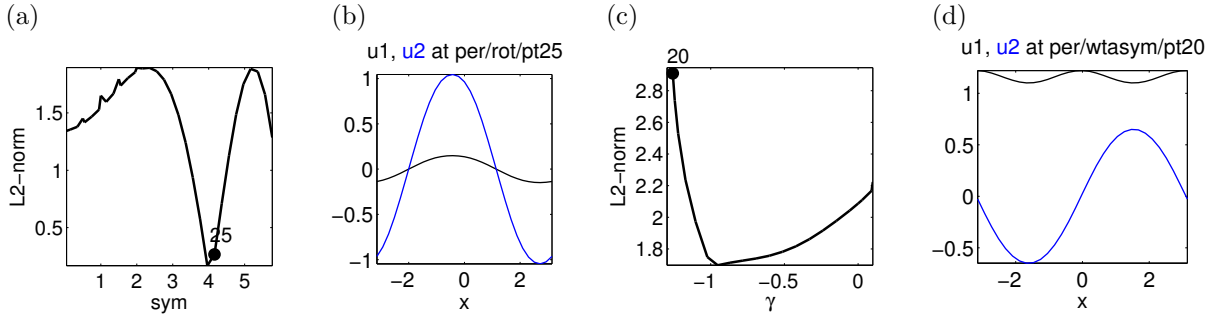 (a)
L2−norm
1.5
1
0.5
25
1 2 3 4 5
sym
(b)
u1, u2 at per/rot/pt25
1
0.5
0
−0.5
−1
−2 0 2
x
(c)
20
L2−norm
2.8
2.6
2.4
2.2
2
1.8
−1 −0.5 0
γ
(d)
u1, u2 at per/wtasym/pt20
1
0.5
0
−0.5
−2 0 2
x